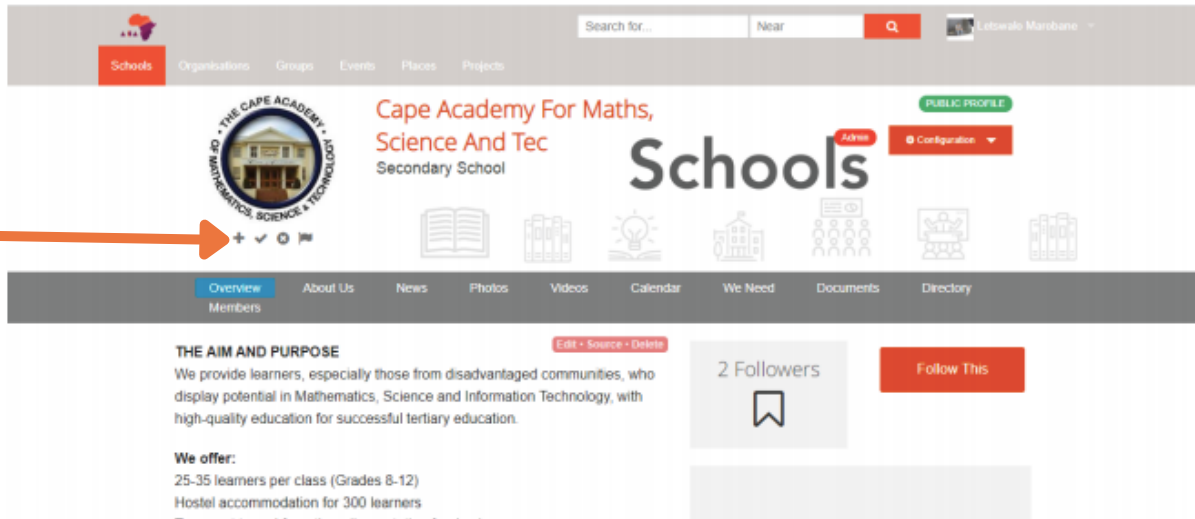 Search for...
Near
Letswalo Marobane
Schools
Organisations
Groups
Events
Places
Projects
THE CAPE ACADEMY OF MATHEMATICS, SCIENCE & TECHNOLOGY
Cape Academy For Maths,
Science And Tec
Secondary School
Schools
Admin
PUBLIC PROFILE
Configuration
Overview
About Us
News
Photos
Videos
Calendar
We Need
Documents
Directory
Members
THE AIM AND PURPOSE
Edit • Source • Delete
We provide learners, especially those from disadvantaged communities, who
display potential in Mathematics, Science and Information Technology, with
high-quality education for successful tertiary education.
We offer:
25-35 learners per class (Grades 8-12)
Hostel accommodation for 300 learners
2 Followers
Follow This